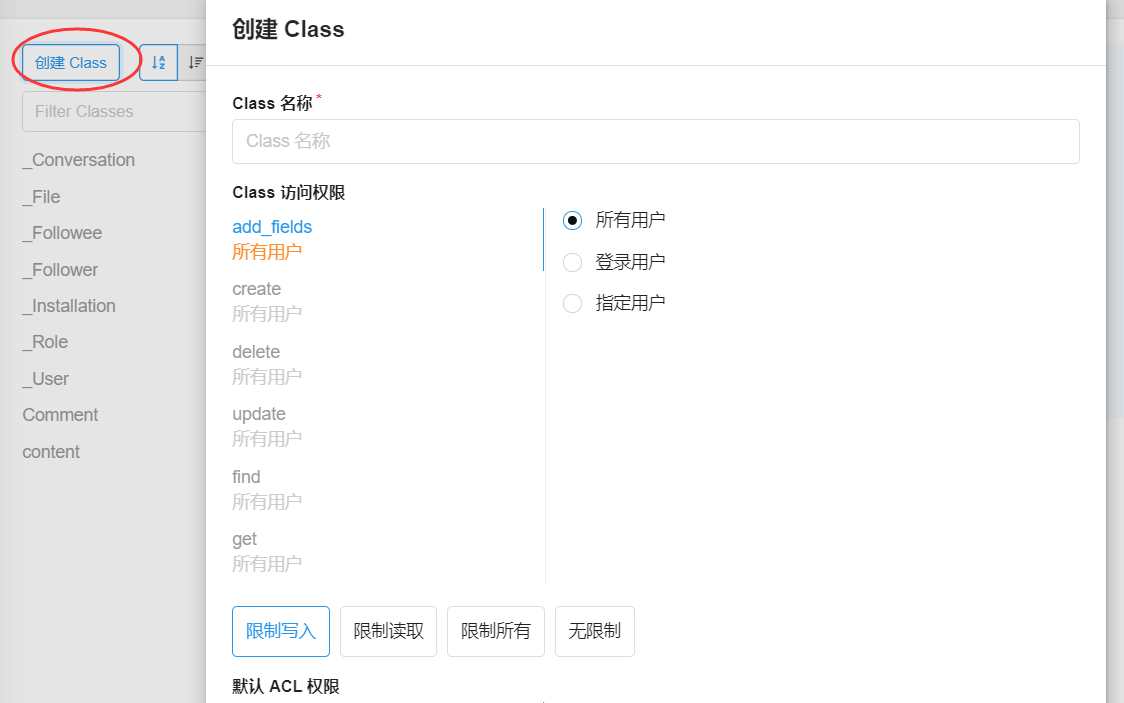 创建 Class
Filter Classes
_Conversation
_File
_Followee
_Follower
_Installation
_Role
_User
Comment
content
创建 Class
Class 名称*
Class 名称
Class 访问权限
add_fields
所有用户
create
所有用户
delete
所有用户
update
所有用户
find
所有用户
get
所有用户
所有用户
登录用户
指定用户
限制写入 限制读取 限制所有 无限制
默认 ACL 权限